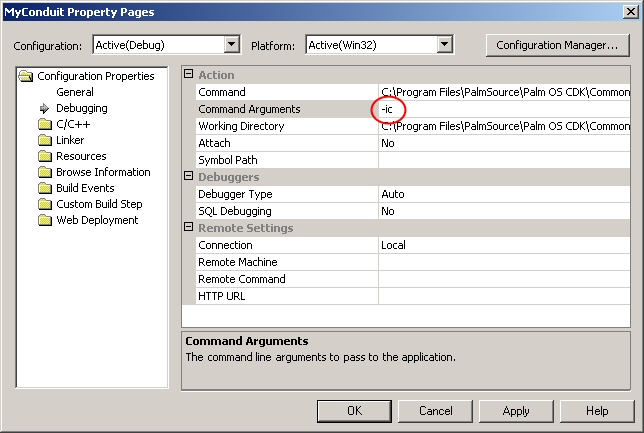 MyConduit Property Pages
Configuration: Active(Debug) Platform: Active(Win32) Configuration Manager...
Configuration Properties
General
Debugging
C/C++
Linker
Resources
Browse Information
Build Events
Custom Build Step
Web Deployment
Action
Command C:\Program Files\PalmSource\Palm OS CDK\Common
Command Arguments -ic
Working Directory C:\Program Files\PalmSource\Palm OS CDK\Common
Attach No
Symbol Path
Debuggers
Debugger Type Auto
SQL Debugging No
Remote Settings
Connection Local
Remote Machine
Remote Command
HTTP URL
Command Arguments
The command line arguments to pass to the application.
OK Cancel Apply Help